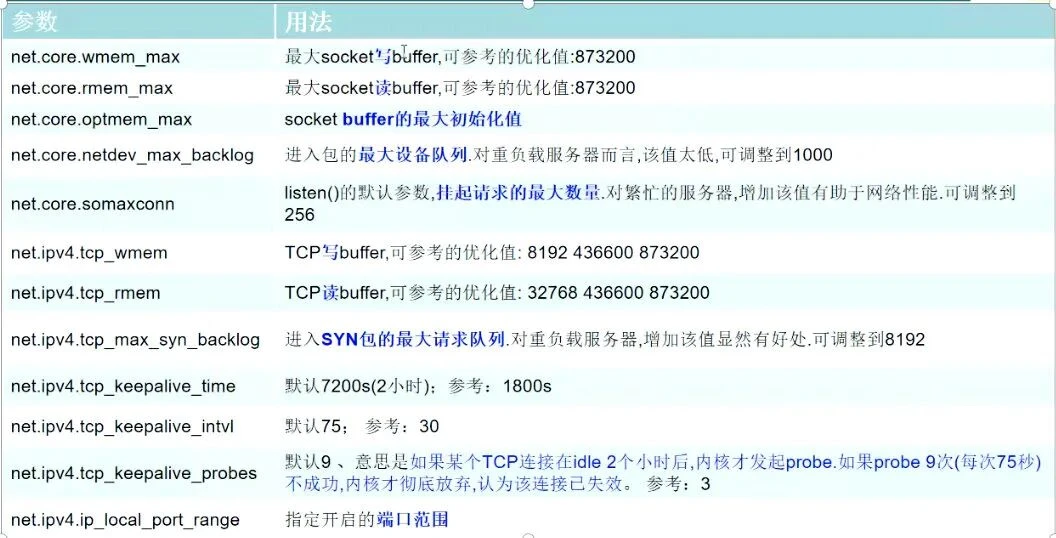 参数 用法
net.core.wmem_max 最大socket写buffer,可参考的优化值:873200
net.core.rmem_max 最大socket读buffer,可参考的优化值:873200
net.core.optmem_max socket buffer的最大初始化值
net.core.netdev_max_backlog 进入包的最大设备队列.对重负载服务器而言,该值太低,可调整到1000
net.core.somaxconn listen()的默认参数,挂起请求的最大数量.对繁忙的服务器,增加该值有助于网络性能.可调整到
256
net.ipv4.tcp_wmem TCP写buffer,可参考的优化值: 8192 436600 873200
net.ipv4.tcp_rmem TCP读buffer,可参考的优化值: 32768 436600 873200
net.ipv4.tcp_max_syn_backlog 进入SYN包的最大请求队列.对重负载服务器,增加该值显然有好处.可调整到8192
net.ipv4.tcp_keepalive_time 默认7200s(2小时)；参考：1800s
net.ipv4.tcp_keepalive_intvl 默认75； 参考：30
net.ipv4.tcp_keepalive_probes 默认9 、意思是如果某个TCP连接在idle 2个小时后,内核才发起probe.如果probe 9次(每次75秒)
不成功,内核才彻底放弃,认为该连接已失效。 参考：3
net.ipv4.ip_local_port_range 指定开启的端口范围